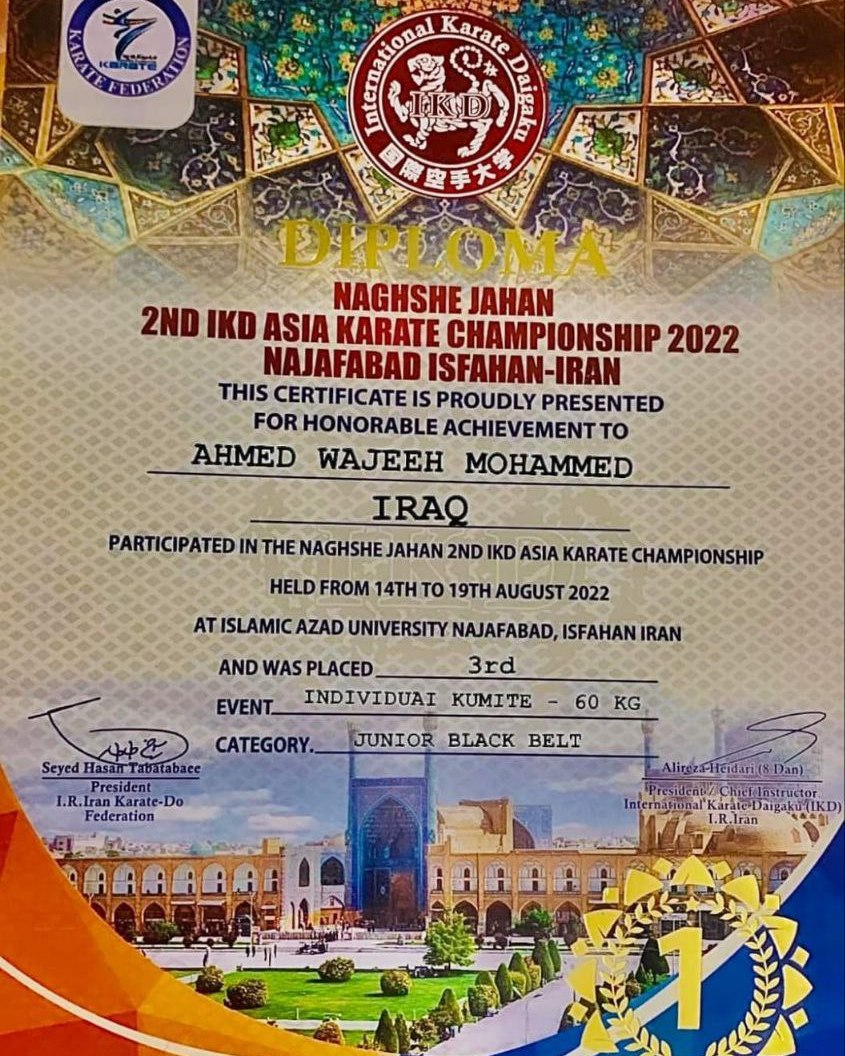 KARATE
KARATE FEDERATION
International Karate Daigaku
IKD
国際空手大学
DIPLOMA
NAGHSHE JAHAN
2ND IKD ASIA KARATE CHAMPIONSHIP 2022
NAJAFABAD ISFAHAN-IRAN
THIS CERTIFICATE IS PROUDLY PRESENTED
FOR HONORABLE ACHIEVEMENT TO
AHMED WAJEEH MOHAMMED
IRAQ
PARTICIPATED IN THE NAGHSHE JAHAN 2ND IKD ASIA KARATE CHAMPIONSHIP
HELD FROM 14TH TO 19TH AUGUST 2022
AT ISLAMIC AZAD UNIVERSITY NAJAFABAD, ISFAHAN IRAN
AND WAS PLACED 3rd
EVENT INDIVIDUAI KUMITE - 60 KG
CATEGORY. JUNIOR BLACK BELT
Seyed Hasan Tabatabaee
President
I.R.Iran Karate-Do
Federation
Alireza Heidari (8 Dan)
President / Chief Instructor
International Karate Daigaku (IKD)
I.R.Iran
1